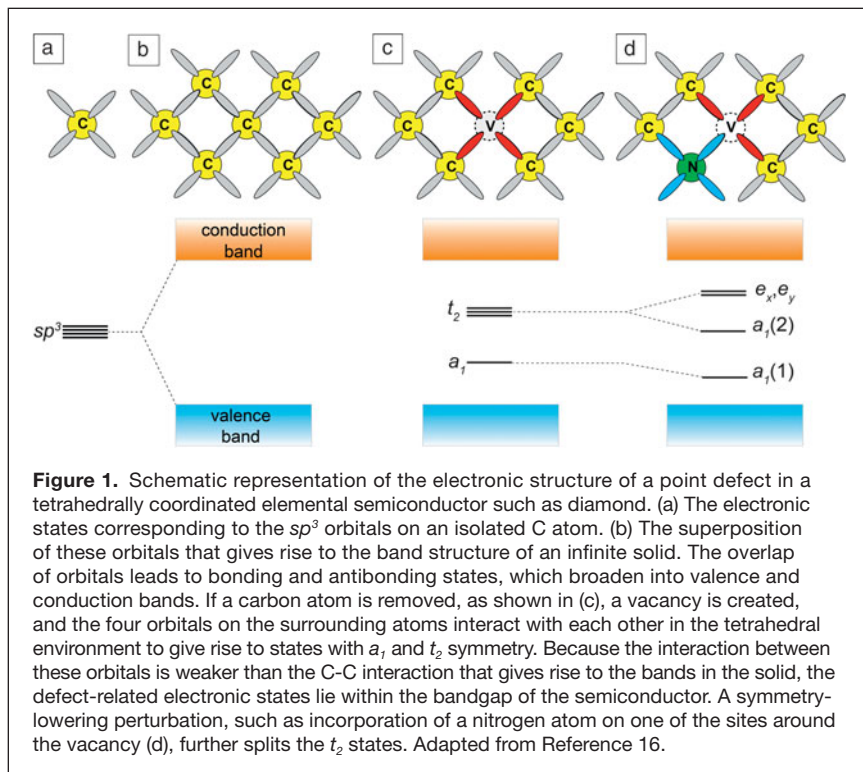 a
b
c
d
C
C C
C C C
C C
C C
C V C
C C
C C
C V C
N C
conduction
band
sp³
t₂
a₁
eₓ,e_y
a₁(2)
a₁(1)
valence
band
Figure 1. Schematic representation of the electronic structure of a point defect in a
tetrahedrally coordinated elemental semiconductor such as diamond. (a) The electronic
states corresponding to the sp³ orbitals on an isolated C atom. (b) The superposition
of these orbitals that gives rise to the band structure of an infinite solid. The overlap
of orbitals leads to bonding and antibonding states, which broaden into valence and
conduction bands. If a carbon atom is removed, as shown in (c), a vacancy is created,
and the four orbitals on the surrounding atoms interact with each other in the tetrahedral
environment to give rise to states with a₁ and t₂ symmetry. Because the interaction between
these orbitals is weaker than the C-C interaction that gives rise to the bands in the solid, the
defect-related electronic states lie within the bandgap of the semiconductor. A symmetry-
lowering perturbation, such as incorporation of a nitrogen atom on one of the sites around
the vacancy (d), further splits the t₂ states. Adapted from Reference 16.